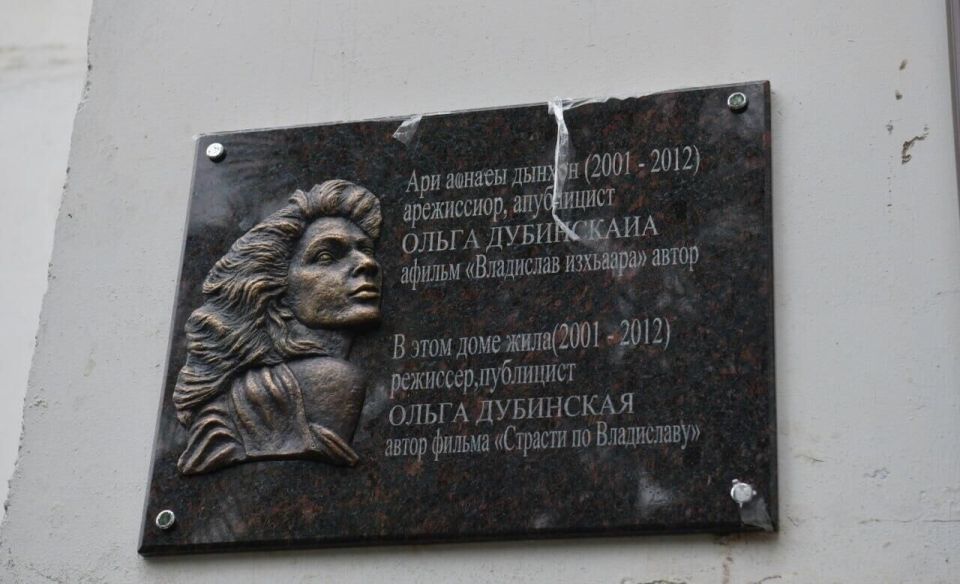 Ари аҩнаҿы дынхон (2001 - 2012)
арежиссиор, апублицист
ОЛЬГА ДУБИНСКАИА
афильм «Владислав изхьаара» автор
В этом доме жила(2001 - 2012)
режиссер,публицист
ОЛЬГА ДУБИНСКАЯ
автор фильма «Страсти по Владиславу»